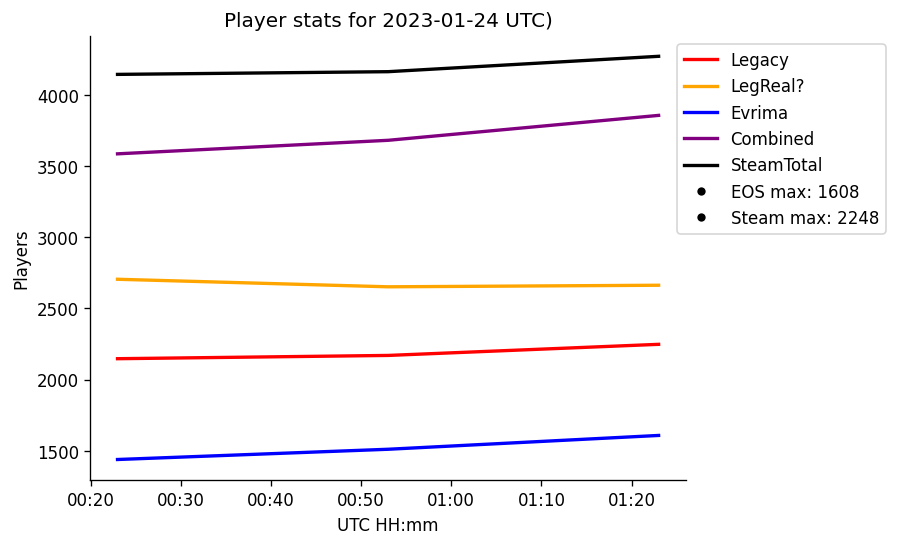 Player stats for 2023-01-24 UTC)
Legacy
LegReal?
Evrima
Combined
SteamTotal
EOS max: 1608
Steam max: 2248
Players
4000
3500
3000
2500
2000
1500
00:20 00:30 00:40 00:50 01:00 01:10 01:20
UTC HH:mm